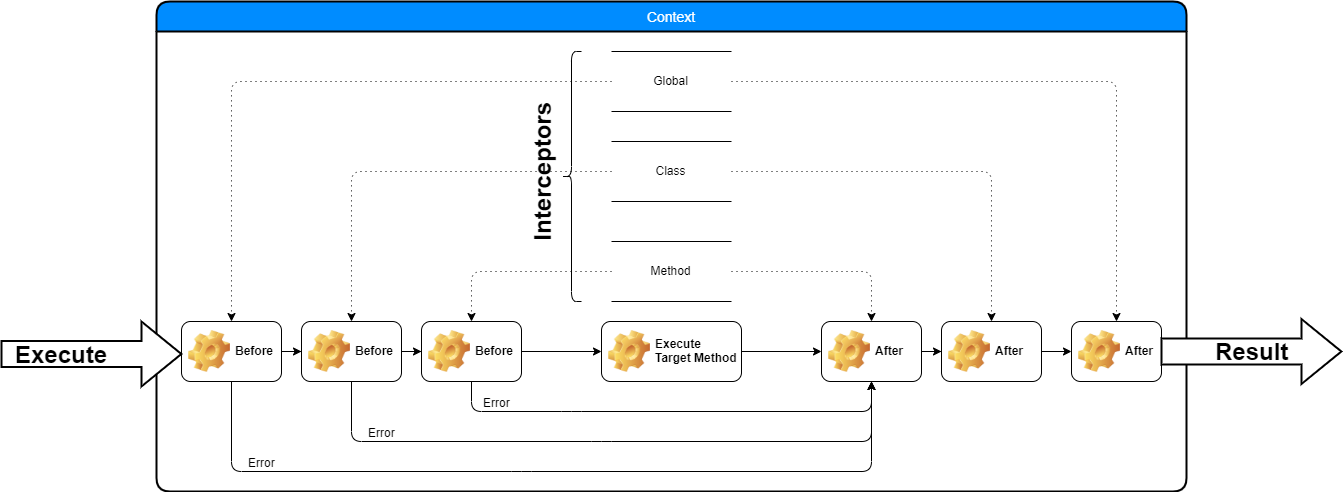 Context
Interceptors
Global
Class
Method
Execute
Before
Before
Before
Execute
Target Method
After
After
After
Result
Error
Error
Error